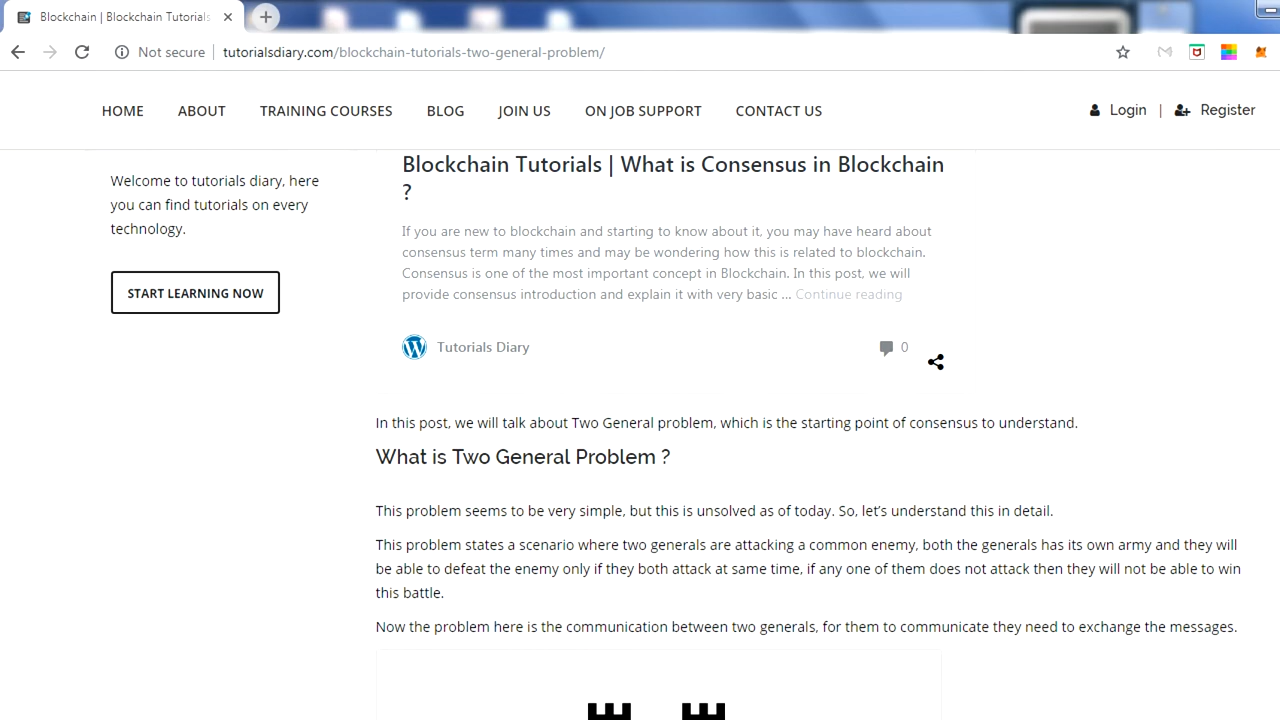 Blockchain | Blockchain Tutorials
Not secure | tutorialsdiary.com/blockchain-tutorials-two-general-problem/
HOME ABOUT TRAINING COURSES BLOG JOIN US ON JOB SUPPORT CONTACT US Login | Register
Welcome to tutorials diary, here
you can find tutorials on every
technology.
START LEARNING NOW
Blockchain Tutorials | What is Consensus in Blockchain
?
If you are new to blockchain and starting to know about it, you may have heard about
consensus term many times and may be wondering how this is related to blockchain.
Consensus is one of the most important concept in Blockchain. In this post, we will
provide consensus introduction and explain it with very basic ... Continue reading
Tutorials Diary 0
In this post, we will talk about Two General problem, which is the starting point of consensus to understand.
What is Two General Problem ?
This problem seems to be very simple, but this is unsolved as of today. So, let’s understand this in detail.
This problem states a scenario where two generals are attacking a common enemy, both the generals has its own army and they will
be able to defeat the enemy only if they both attack at same time, if any one of them does not attack then they will not be able to win
this battle.
Now the problem here is the communication between two generals, for them to communicate they need to exchange the messages.